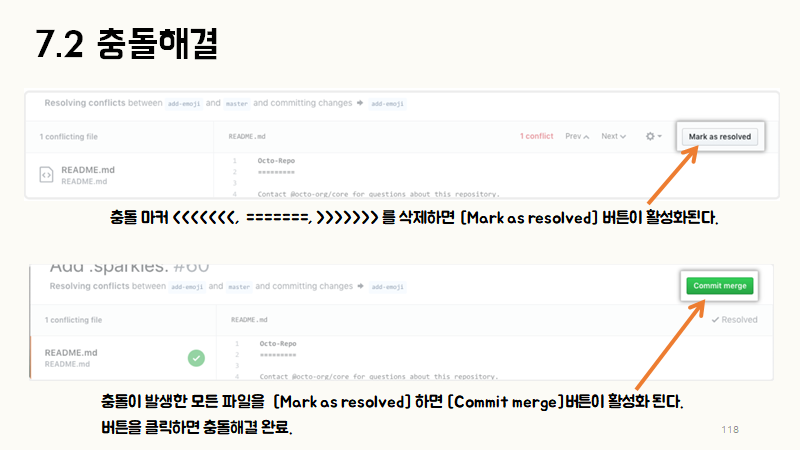 7.2 충돌해결
Resolving conflicts between add-emoji and master and committing changes → add-emoji
1 conflicting file README.md 1 conflict Prev Next Mark as resolved
README.md
README.md
1 Octo-Repo
2 =========
3
4 Contact @octo-org/core for questions about this repository.
충돌 마커 <<<<<<<, =======, >>>>>>> 를 삭제하면 [Mark as resolved] 버튼이 활성화된다.
Add :sparkles: #60
Resolving conflicts between add-emoji and master and committing changes → add-emoji
Commit merge
1 conflicting file README.md ✓ Resolved
README.md
README.md
1 Octo-Repo
2 =========
3
4 Contact @octo-org/core for questions about this repository.
충돌이 발생한 모든 파일을 [Mark as resolved] 하면 [Commit merge]버튼이 활성화 된다.
버튼을 클릭하면 충돌해결 완료.
118